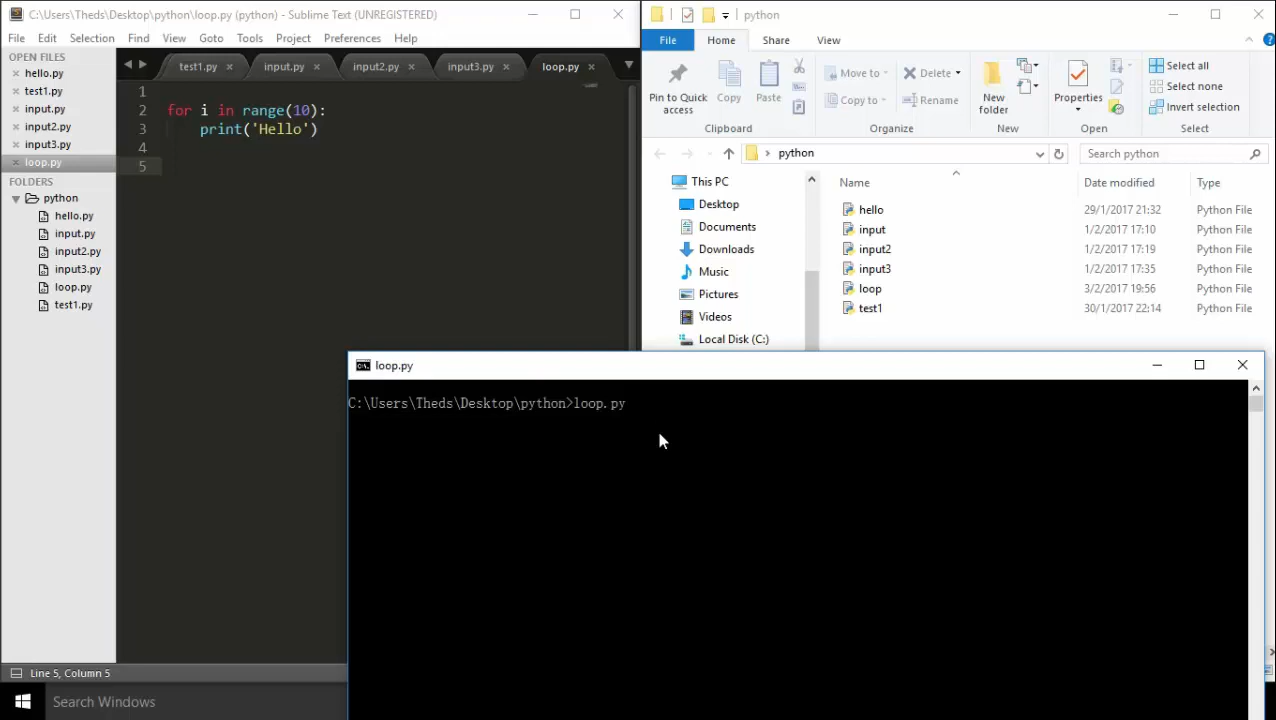 C:\Users\Theds\Desktop\python\loop.py (python) - Sublime Text (UNREGISTERED)
File Edit Selection Find View Goto Tools Project Preferences Help
OPEN FILES
hello.py
test1.py
input.py
input2.py
input3.py
loop.py
FOLDERS
python
hello.py
input.py
input2.py
input3.py
loop.py
test1.py
test1.py input.py input2.py input3.py loop.py
1
2 for i in range(10):
3 print('Hello')
4
5
Line 5, Column 5
Search Windows
python
File Home Share View
Pin to Quick access
Copy
Paste
Clipboard
Move to
Copy to
Delete
Rename
Organize
New folder
New
Properties
Open
Select all
Select none
Invert selection
Select
python
Search python
This PC
Desktop
Documents
Downloads
Music
Pictures
Videos
Local Disk (C:)
Name Date modified Type
hello 29/1/2017 21:32 Python File
input 1/2/2017 17:10 Python File
input2 1/2/2017 17:19 Python File
input3 1/2/2017 17:35 Python File
loop 3/2/2017 19:56 Python File
test1 30/1/2017 22:14 Python File
loop.py
C:\Users\Theds\Desktop\python>loop.py